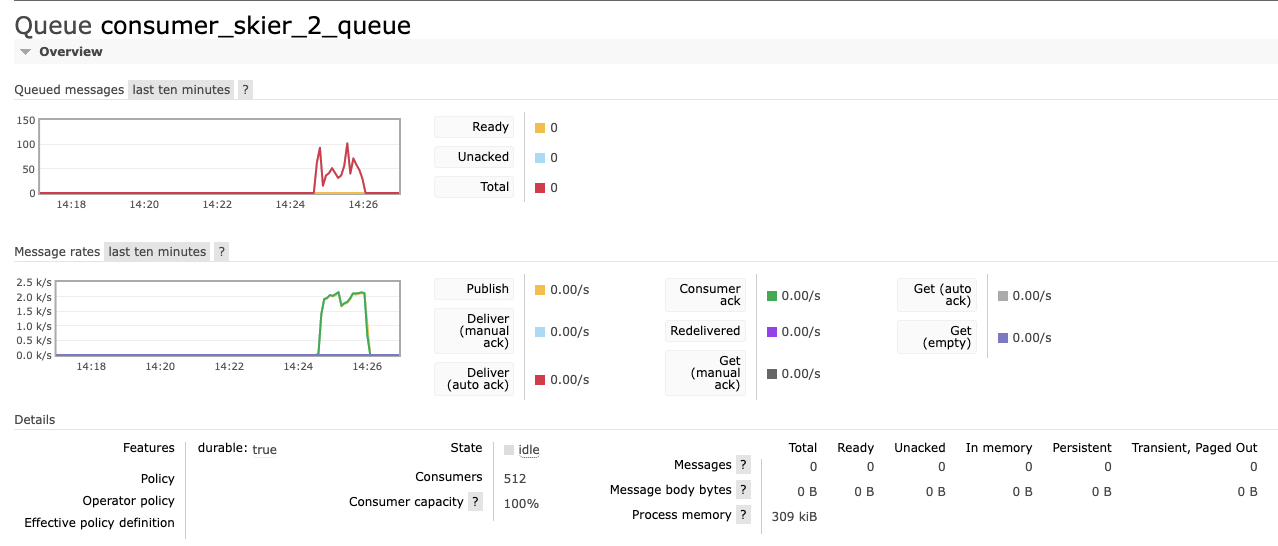 Queue consumer_skier_2_queue
Overview
Queued messages last ten minutes ?
150
100
50
0
14:18 14:20 14:22 14:24 14:26
Ready 0
Unacked 0
Total 0
Message rates last ten minutes ?
2.5 k/s
2.0 k/s
1.5 k/s
1.0 k/s
0.5 k/s
0.0 k/s
14:18 14:20 14:22 14:24 14:26
Publish 0.00/s
Deliver
(manual
ack)
0.00/s
Deliver
(auto ack)
0.00/s
Consumer
ack
0.00/s
Redelivered 0.00/s
Get
(manual
ack)
0.00/s
Get (auto
ack)
0.00/s
Get
(empty)
0.00/s
Details
Features durable: true
Policy
Operator policy
Effective policy definition
State idle
Consumers 512
Consumer capacity ? 100%
Total Ready Unacked In memory Persistent Transient, Paged Out
Messages ? 0 0 0 0 0 0
Message body bytes ? 0 B 0 B 0 B 0 B 0 B 0 B
Process memory ? 309 kiB